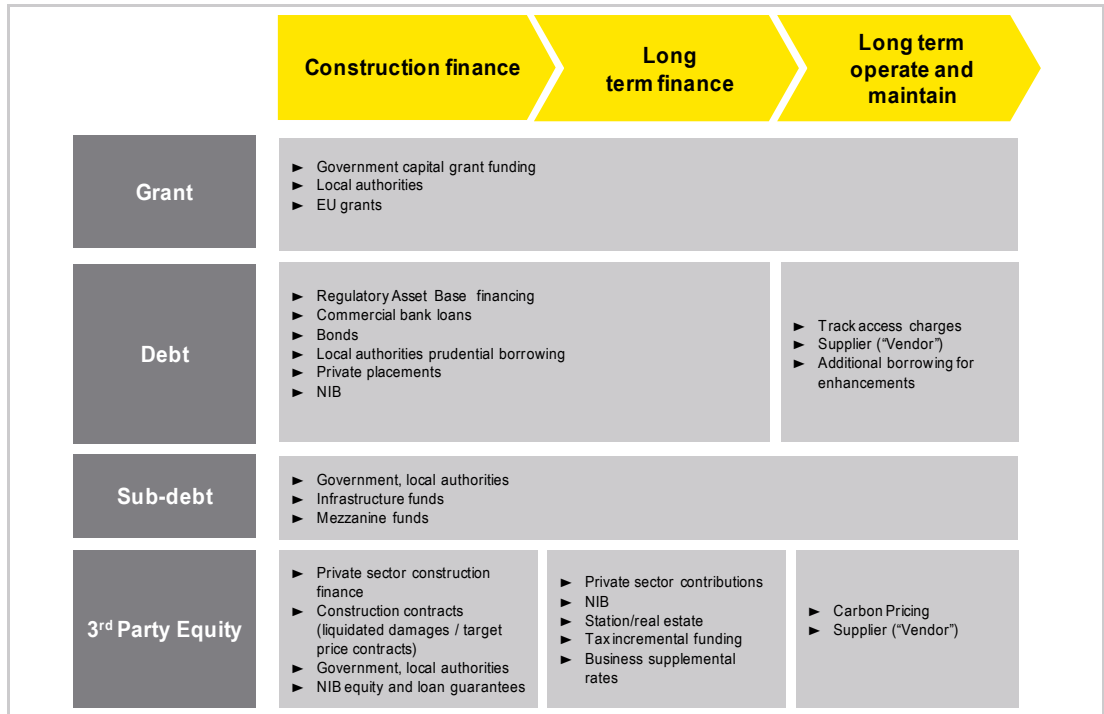 Construction finance
Long
term finance
Long term
operate and
maintain
Grant
► Government capital grant funding
► Local authorities
► EU grants
Debt
► Regulatory Asset Base financing
► Commercial bank loans
► Bonds
► Local authorities prudential borrowing
► Private placements
► NIB
► Track access charges
► Supplier (“Vendor”)
► Additional borrowing for
enhancements
Sub-debt
► Government, local authorities
► Infrastructure funds
► Mezzanine funds
3rd Party Equity
► Private sector construction
finance
► Construction contracts
(liquidated damages / target
price contracts)
► Government, local authorities
► NIB equity and loan guarantees
► Private sector contributions
► NIB
► Station/real estate
► Tax incremental funding
► Business supplemental
rates
► Carbon Pricing
► Supplier (“Vendor”)